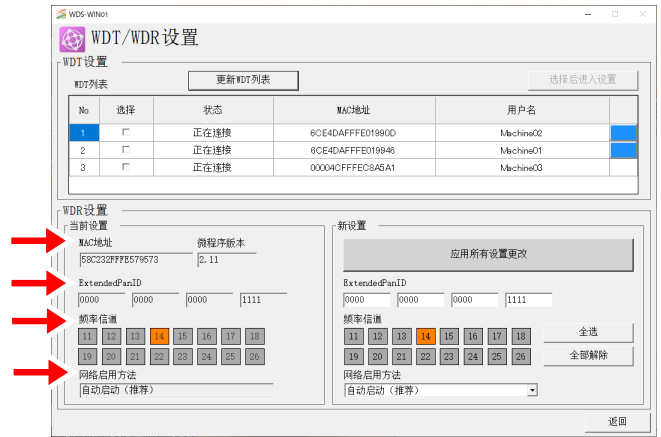 WDS-WIN01
WDT/WDR设置
WDT设置
WDT列表
更新WDT列表
选择后进入设置
No 选择 状态 MAC地址 用户名
1 正在连接 6CE4DAFFFE01990D Machine02
2 正在连接 6CE4DAFFFE019946 Machine01
3 正在连接 00004CFFFEC8A5A1 Machine03
WDR设置
当前设置
MAC地址 微程序版本
58C232FFFE579573 2.11
ExtendedPanID
0000 0000 0000 1111
频率信道
11 12 13 14 15 16 17 18
19 20 21 22 23 24 25 26
网络启用方法
自动启动（推荐）
新设置
应用所有设置更改
ExtendedPanID
0000 0000 0000 1111
频率信道
11 12 13 14 15 16 17 18 全选
19 20 21 22 23 24 25 26 全部解除
网络启用方法
自动启动（推荐）
返回